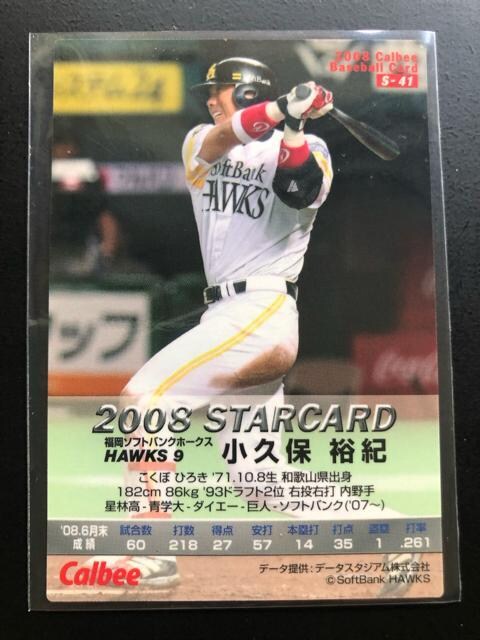 2008 Calbee
Baseball Card
S-41
SoftBank
SoftBank
HAWKS
ップ
2008 STARCARD
福岡ソフトバンクホークス
HAWKS 9
小久保 裕紀
こくぼ ひろき '71.10.8生 和歌山県出身
182cm 86kg '93ドラフト2位 右投右打 内野手
星林高-青学大-ダイエー-巨人-ソフトバンク('07〜)
'08.6月末 試合数 打数 得点 安打 本塁打 打点 盗塁 打率
成績 60 218 27 57 14 35 1 .261
Calbee
データ提供:データスタジアム株式会社
©SoftBank HAWKS